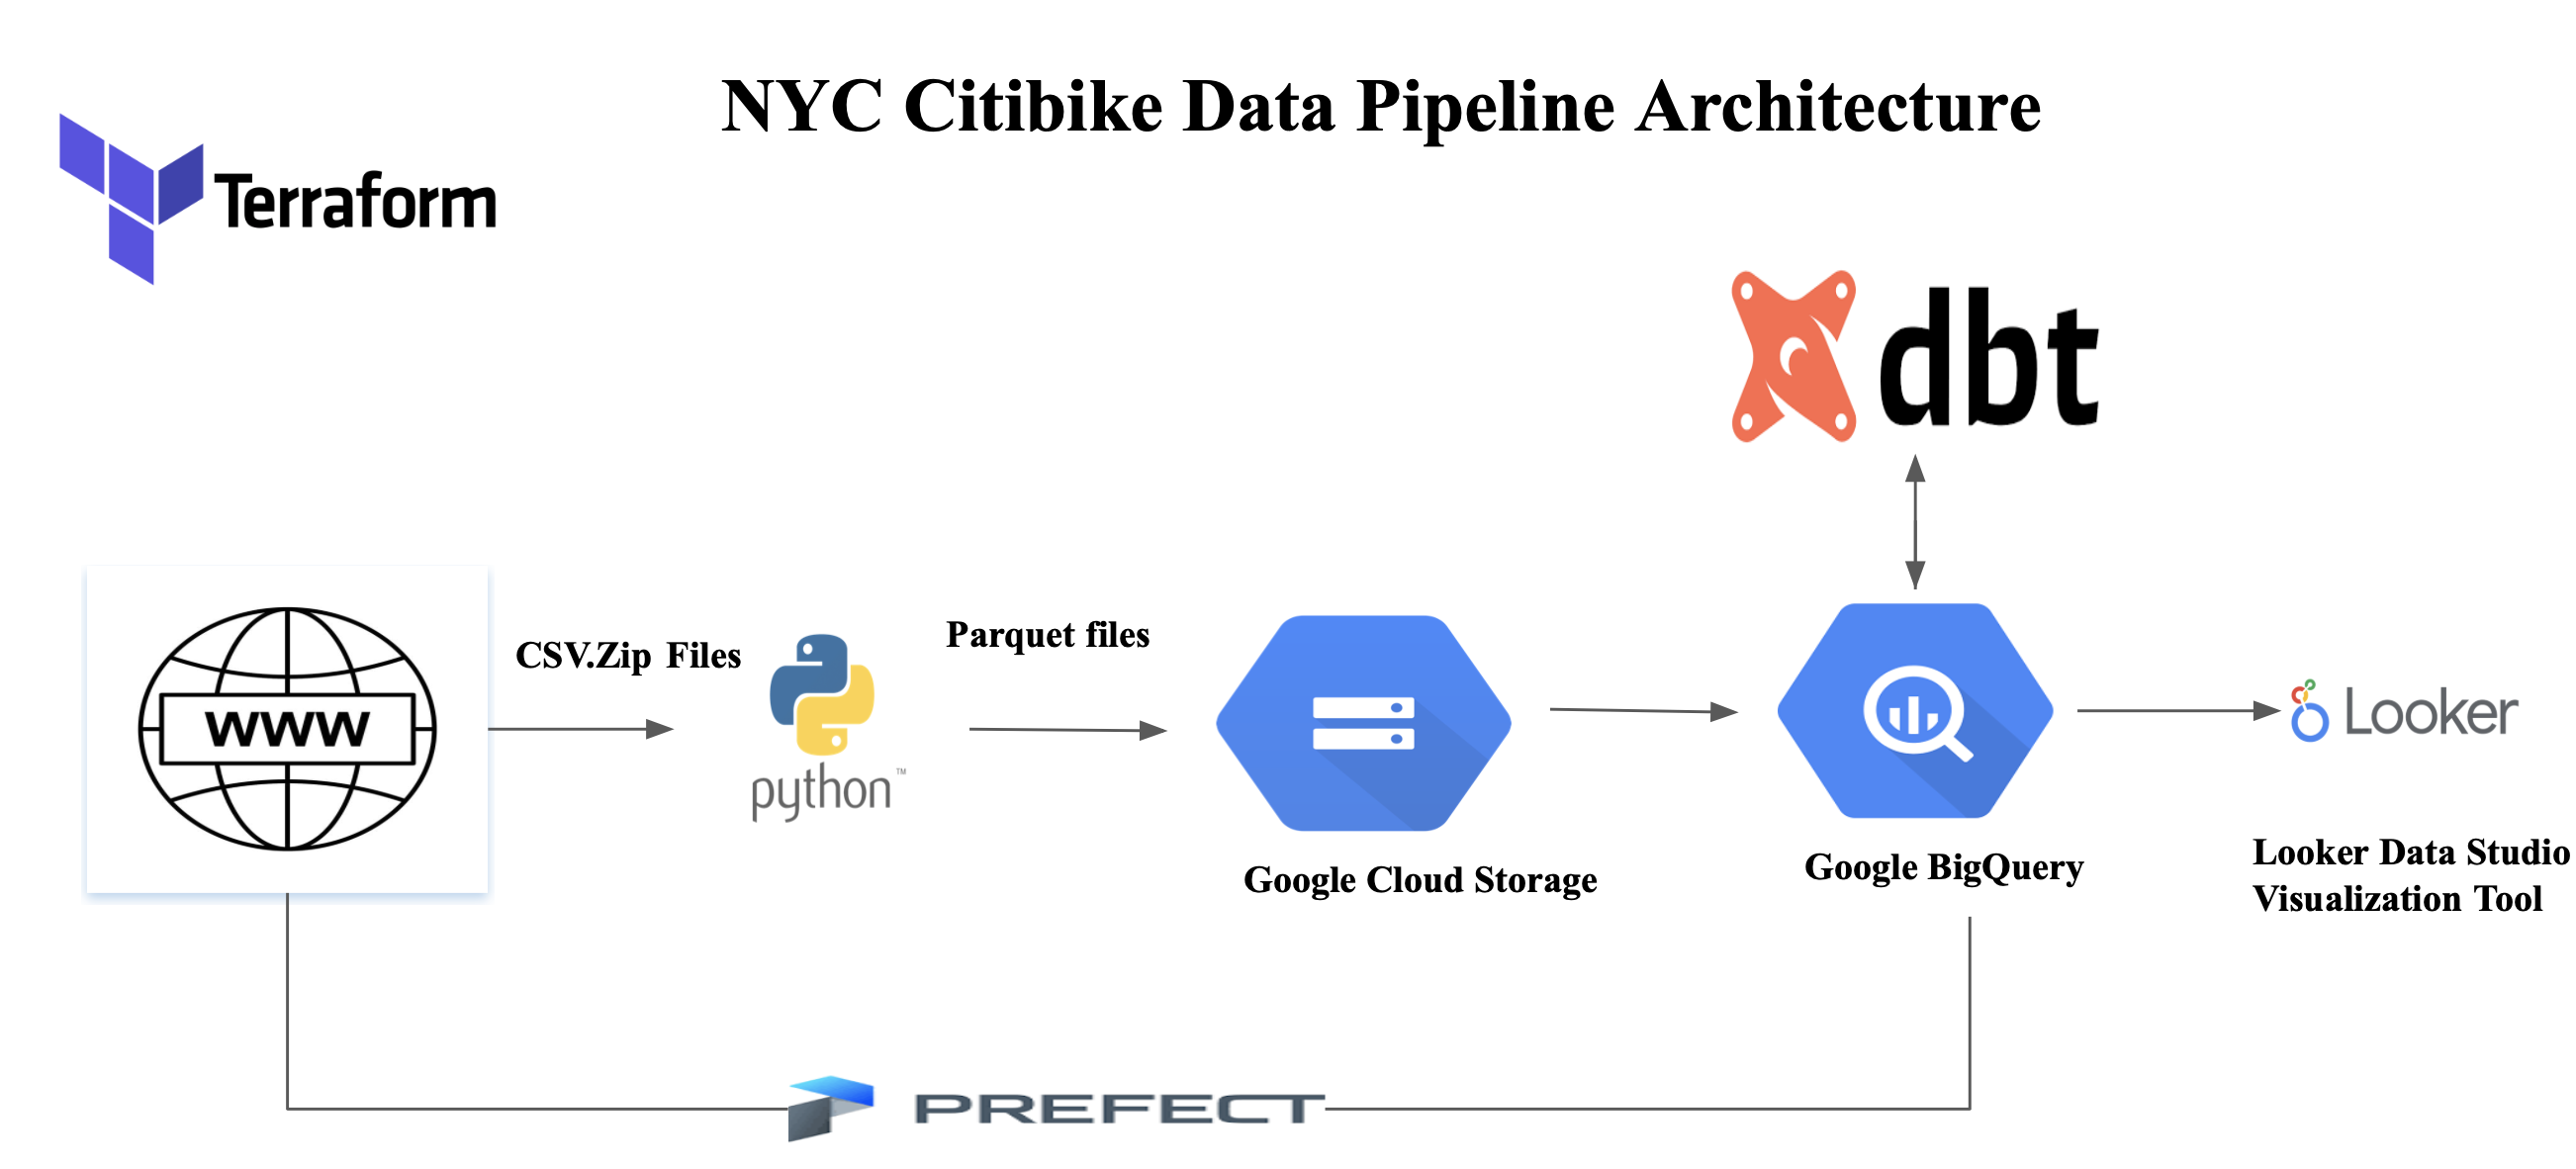 NYC Citibike Data Pipeline Architecture
Terraform
dbt
WWW
CSV.Zip Files
python™
Parquet files
Google Cloud Storage
Google BigQuery
Looker
Looker Data Studio
Visualization Tool
PREFECT